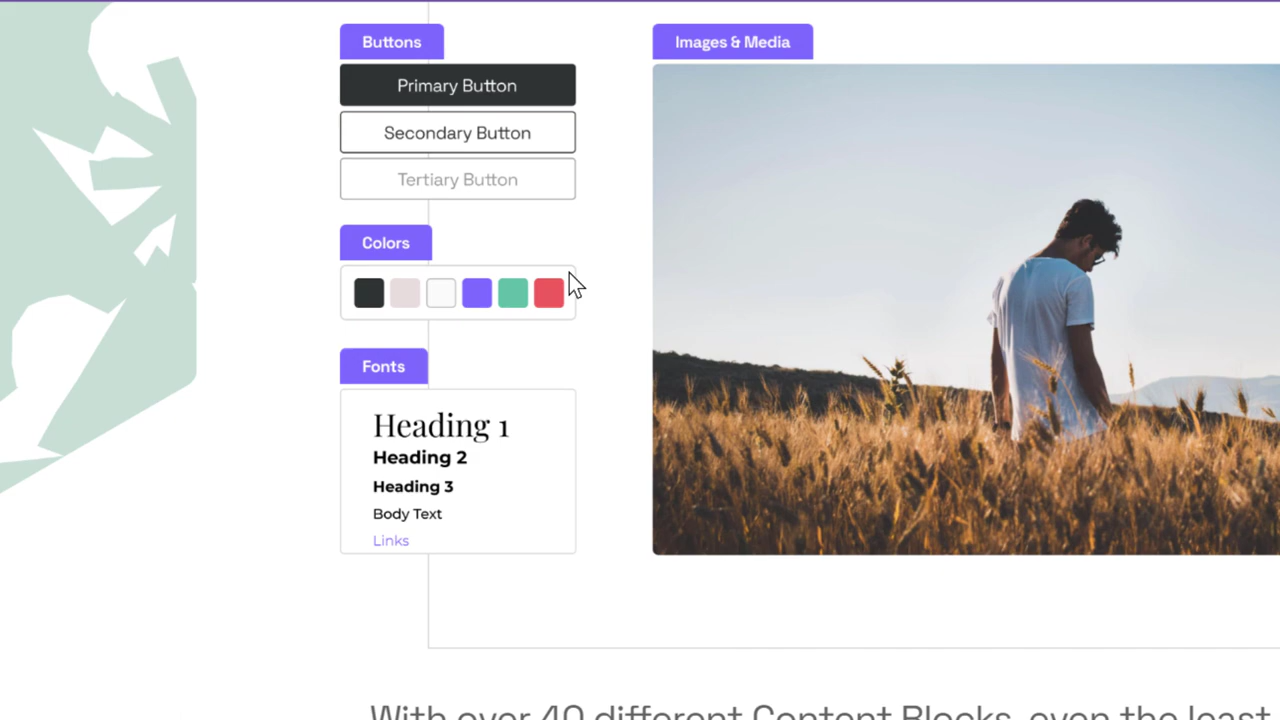 Buttons
Primary Button
Secondary Button
Tertiary Button
Colors
Fonts
Heading 1
Heading 2
Heading 3
Body Text
Links
Images & Media
With over 40 different Content Blocks, even the least